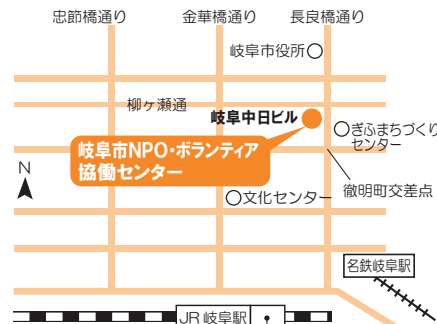 忠節橋通り
金華橋通り
長良橋通り
岐阜市役所
柳ヶ瀬通
岐阜中日ビル
ぎふまちづくり
センター
岐阜市NPO・ボランティア
協働センター
N
文化センター
徹明町交差点
名鉄岐阜駅
JR岐阜駅